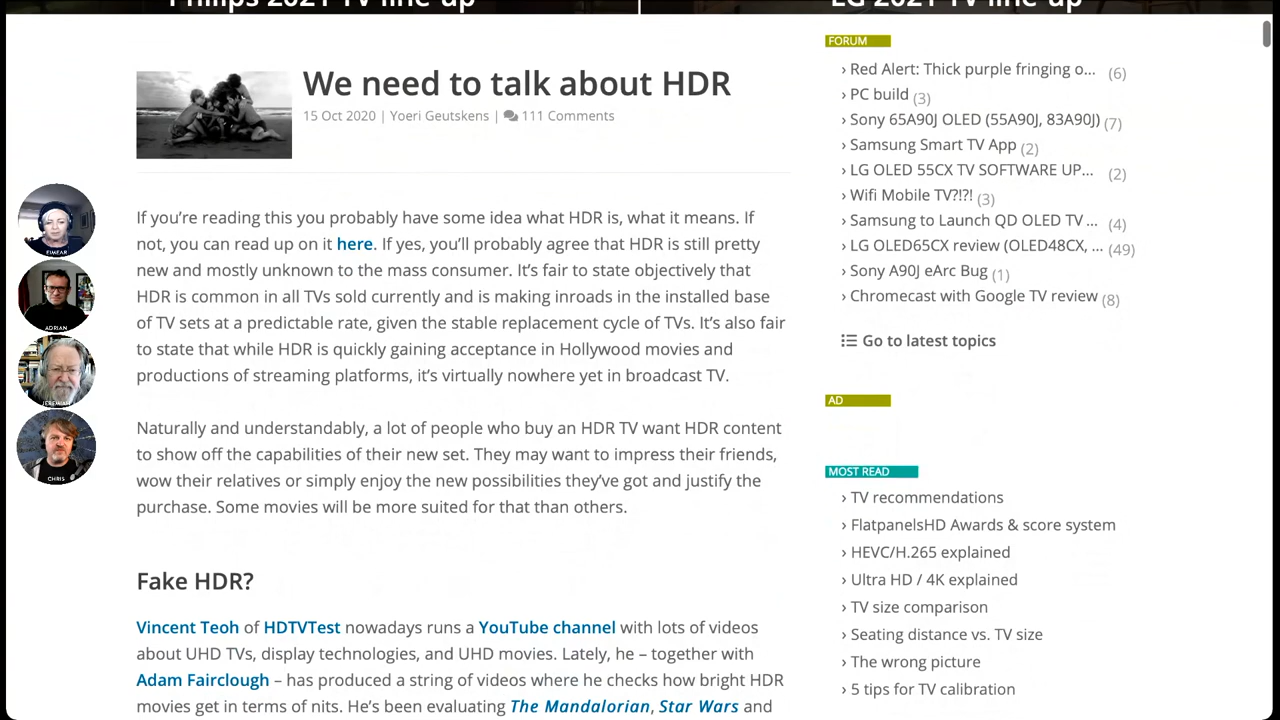 Philips 2021 TV line-up
LG 2021 TV line-up
We need to talk about HDR
15 Oct 2020 | Yoeri Geutskens | 111 Comments
EIMEAR
ADRIAN
JEREMIAH
CHRIS
If you’re reading this you probably have some idea what HDR is, what it means. If
not, you can read up on it here. If yes, you’ll probably agree that HDR is still pretty
new and mostly unknown to the mass consumer. It’s fair to state objectively that
HDR is common in all TVs sold currently and is making inroads in the installed base
of TV sets at a predictable rate, given the stable replacement cycle of TVs. It’s also fair
to state that while HDR is quickly gaining acceptance in Hollywood movies and
productions of streaming platforms, it’s virtually nowhere yet in broadcast TV.
Naturally and understandably, a lot of people who buy an HDR TV want HDR content
to show off the capabilities of their new set. They may want to impress their friends,
wow their relatives or simply enjoy the new possibilities they’ve got and justify the
purchase. Some movies will be more suited for that than others.
Fake HDR?
Vincent Teoh of HDTVTest nowadays runs a YouTube channel with lots of videos
about UHD TVs, display technologies, and UHD movies. Lately, he – together with
Adam Fairclough – has produced a string of videos where he checks how bright HDR
movies get in terms of nits. He’s been evaluating The Mandalorian, Star Wars and
FORUM
› Red Alert: Thick purple fringing o... (6)
› PC build (3)
› Sony 65A90J OLED (55A90J, 83A90J) (7)
› Samsung Smart TV App (2)
› LG OLED 55CX TV SOFTWARE UP... (2)
› Wifi Mobile TV?!?! (3)
› Samsung to Launch QD OLED TV ... (4)
› LG OLED65CX review (OLED48CX, ... (49)
› Sony A90J eArc Bug (1)
› Chromecast with Google TV review (8)
Go to latest topics
AD
MOST READ
› TV recommendations
› FlatpanelsHD Awards & score system
› HEVC/H.265 explained
› Ultra HD / 4K explained
› TV size comparison
› Seating distance vs. TV size
› The wrong picture
› 5 tips for TV calibration